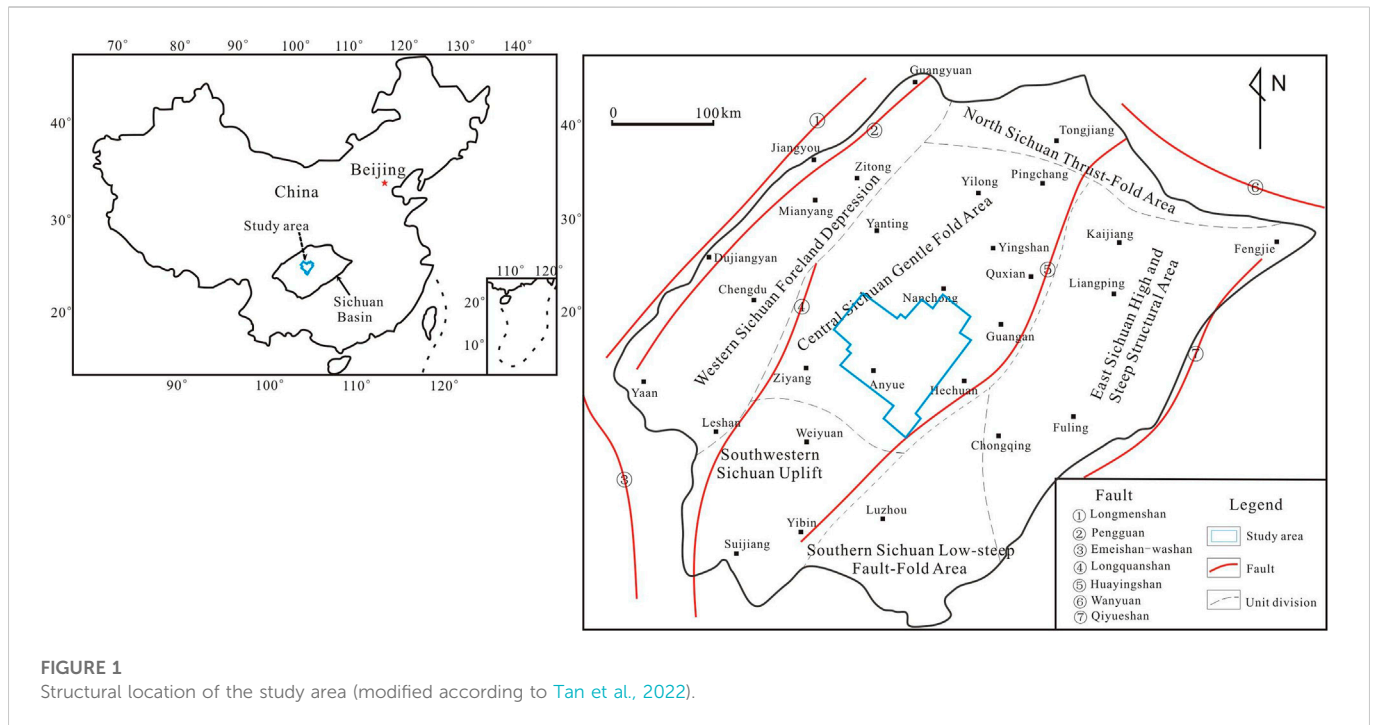 70° 80° 90° 100° 110° 120° 130° 140°
40°
30°
20°
Beijing
China
Study area
Sichuan
Basin
110° 120°
20°
10°
90° 100° 110° 120°
40°
30°
20°
0 100 km
N
Guangyuan
①
②
Jiangyou
Zitong
Mianyang
Yanting
Dujiangyan
Chengdu
Western Sichuan Foreland Depression
Central Sichuan Gentle Fold Area
North Sichuan Thrust-Fold Area
Tongjiang
Pingchang
Yilong
⑥
Yingshan
Kaijiang
Fengjie
Quxian
⑤
Liangping
Nanchong
④
Guangan
East Sichuan High and
Steep Structural Area
⑦
Ziyang
Anyue
Hechuan
Yaan
Leshan
Weiyuan
Fuling
Chongqing
Southwestern
Sichuan Uplift
③
Yibin
Luzhou
Suijiang
Southern Sichuan Low-steep
Fault-Fold Area
Fault
① Longmenshan
② Pengguan
③ Emeishan-washan
④ Longquanshan
⑤ Huayingshan
⑥ Wanyuan
⑦ Qiyueshan
Legend
Study area
Fault
Unit division
FIGURE 1
Structural location of the study area (modified according to Tan et al., 2022).